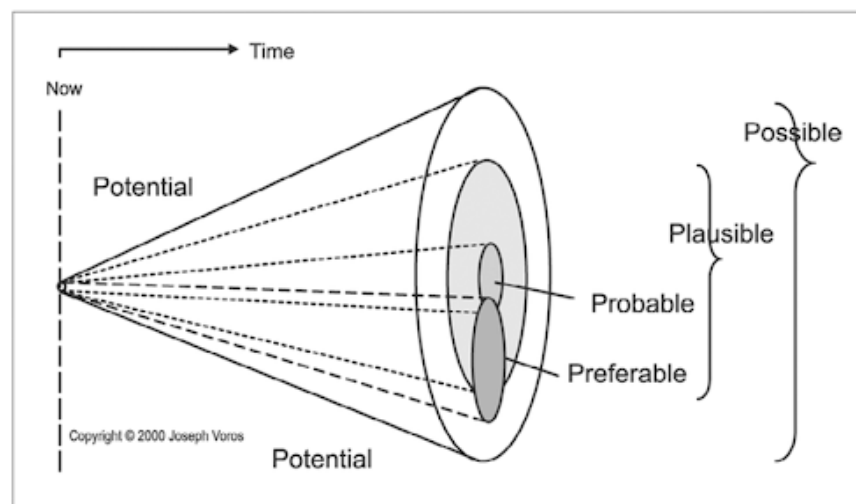 Time
Now
Possible
Potential
Plausible
Probable
Preferable
Copyright © 2000 Joseph Voros
Potential